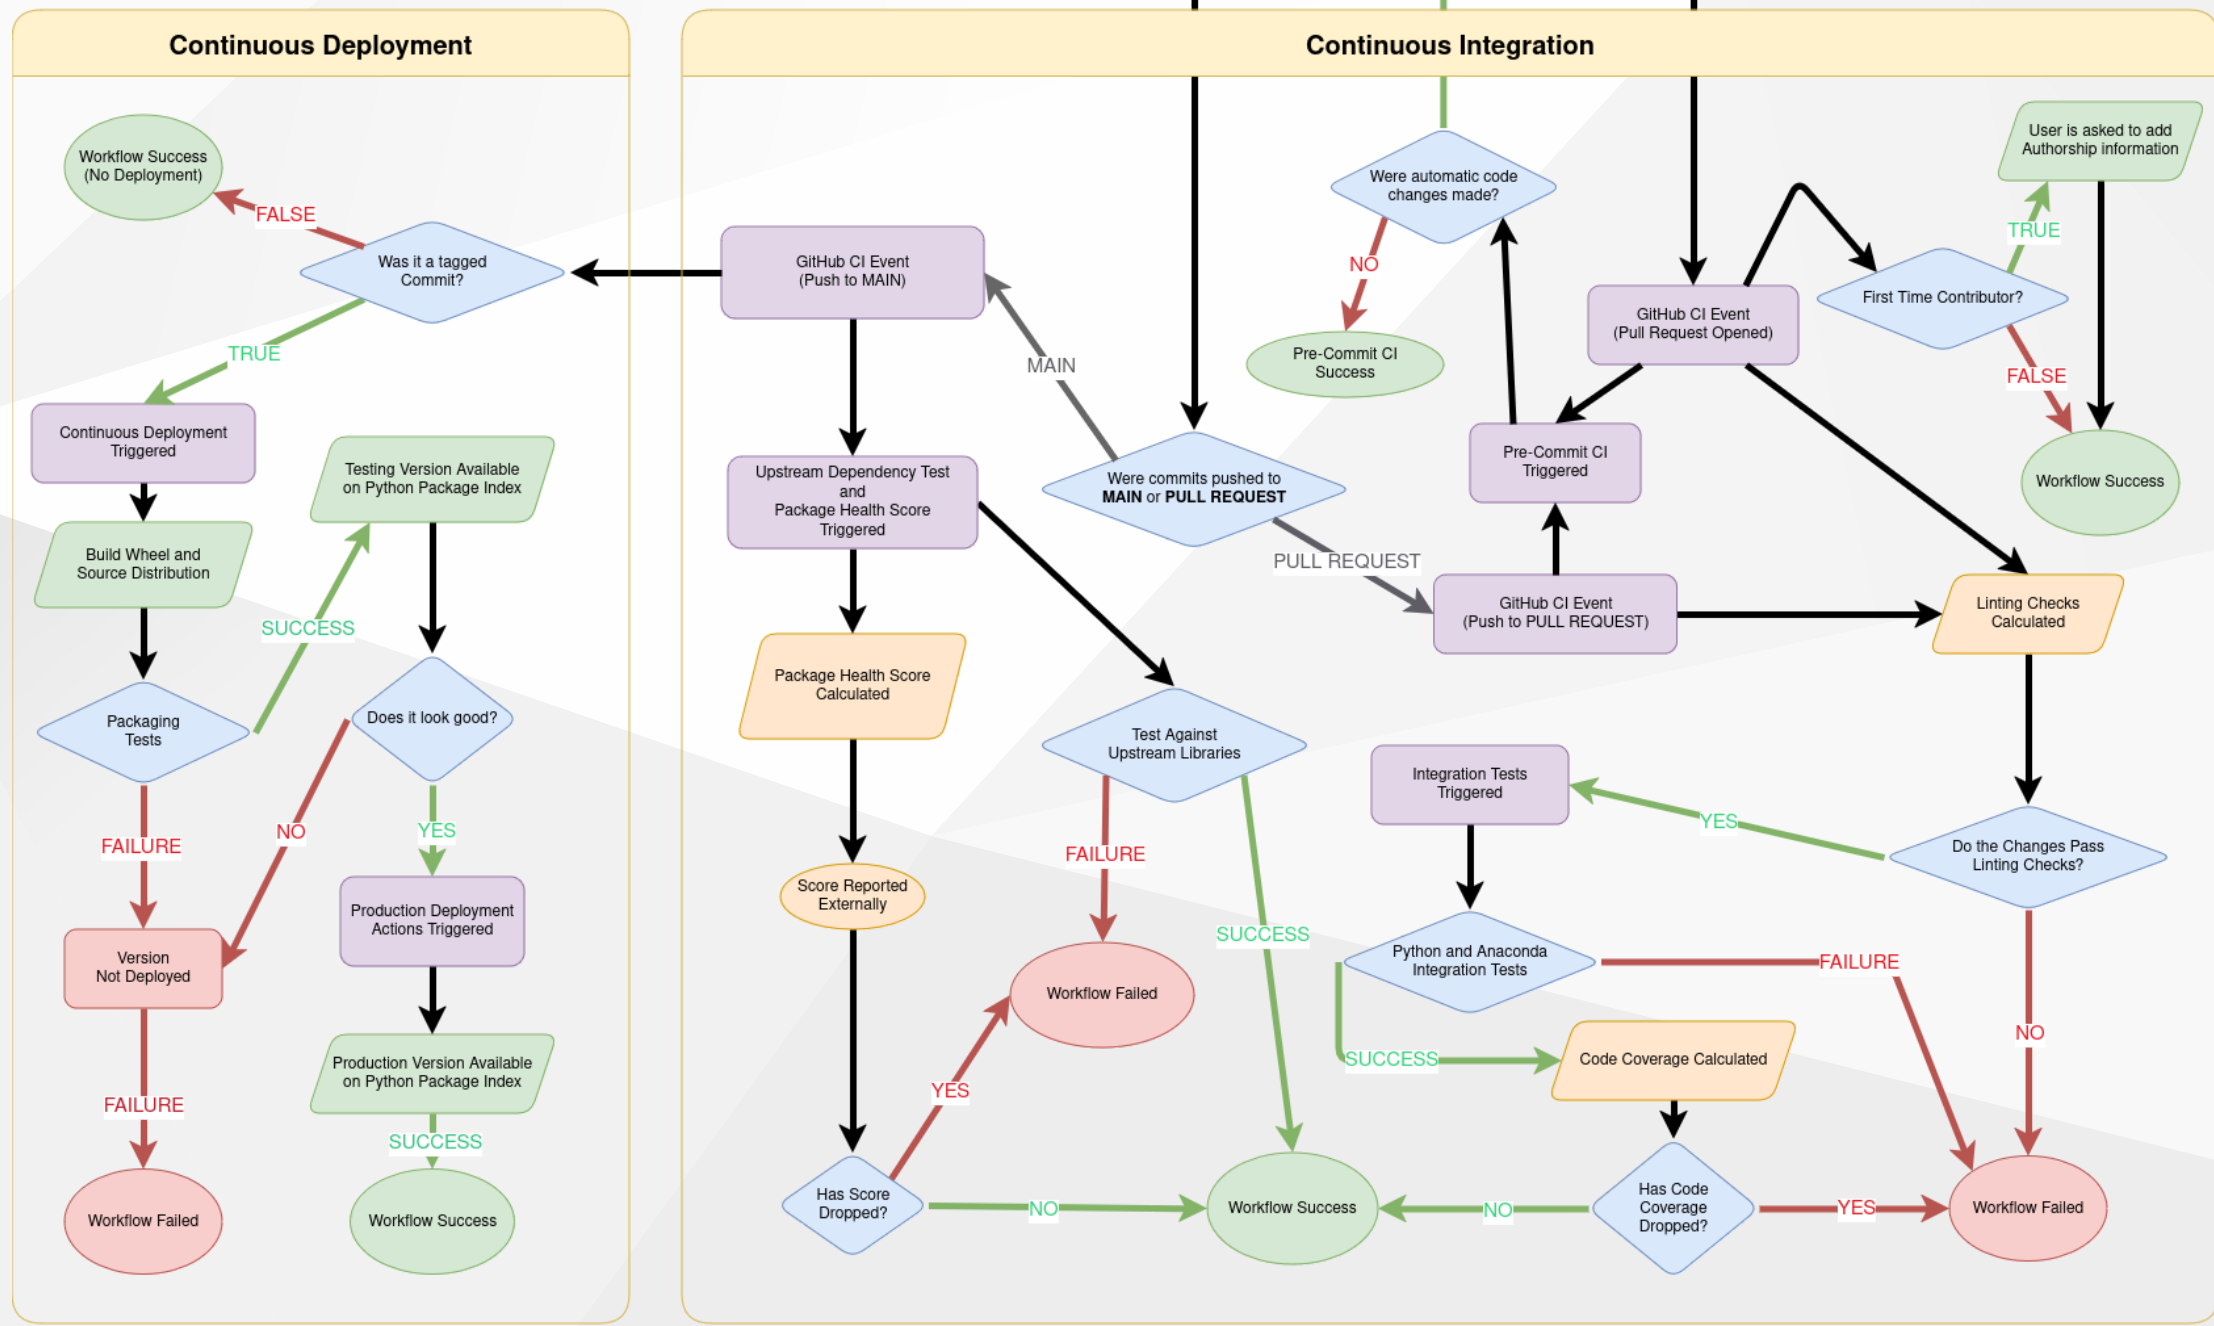 Continuous Deployment
Workflow Success
(No Deployment)
FALSE
Was it a tagged
Commit?
TRUE
Continuous Deployment
Triggered
Testing Version Available
on Python Package Index
Build Wheel and
Source Distribution
SUCCESS
Packaging
Tests
Does it look good?
FAILURE
NO
YES
Version
Not Deployed
Production Deployment
Actions Triggered
Production Version Available
on Python Package Index
FAILURE
SUCCESS
Workflow Failed
Workflow Success
Continuous Integration
User is asked to add
Authorship information
Were automatic code
changes made?
TRUE
NO
GitHub CI Event
(Push to MAIN)
First Time Contributor?
GitHub CI Event
(Pull Request Opened)
MAIN
Pre-Commit CI
Success
FALSE
Upstream Dependency Test
and
Package Health Score
Triggered
Were commits pushed to
MAIN or PULL REQUEST
Pre-Commit CI
Triggered
Workflow Success
PULL REQUEST
GitHub CI Event
(Push to PULL REQUEST)
Linting Checks
Calculated
Package Health Score
Calculated
Test Against
Upstream Libraries
Integration Tests
Triggered
YES
FAILURE
Do the Changes Pass
Linting Checks?
Score Reported
Externally
SUCCESS
Python and Anaconda
Integration Tests
FAILURE
Workflow Failed
NO
SUCCESS
Code Coverage Calculated
YES
Has Score
Dropped?
NO
Workflow Success
NO
Has Code
Coverage
Dropped?
YES
Workflow Failed